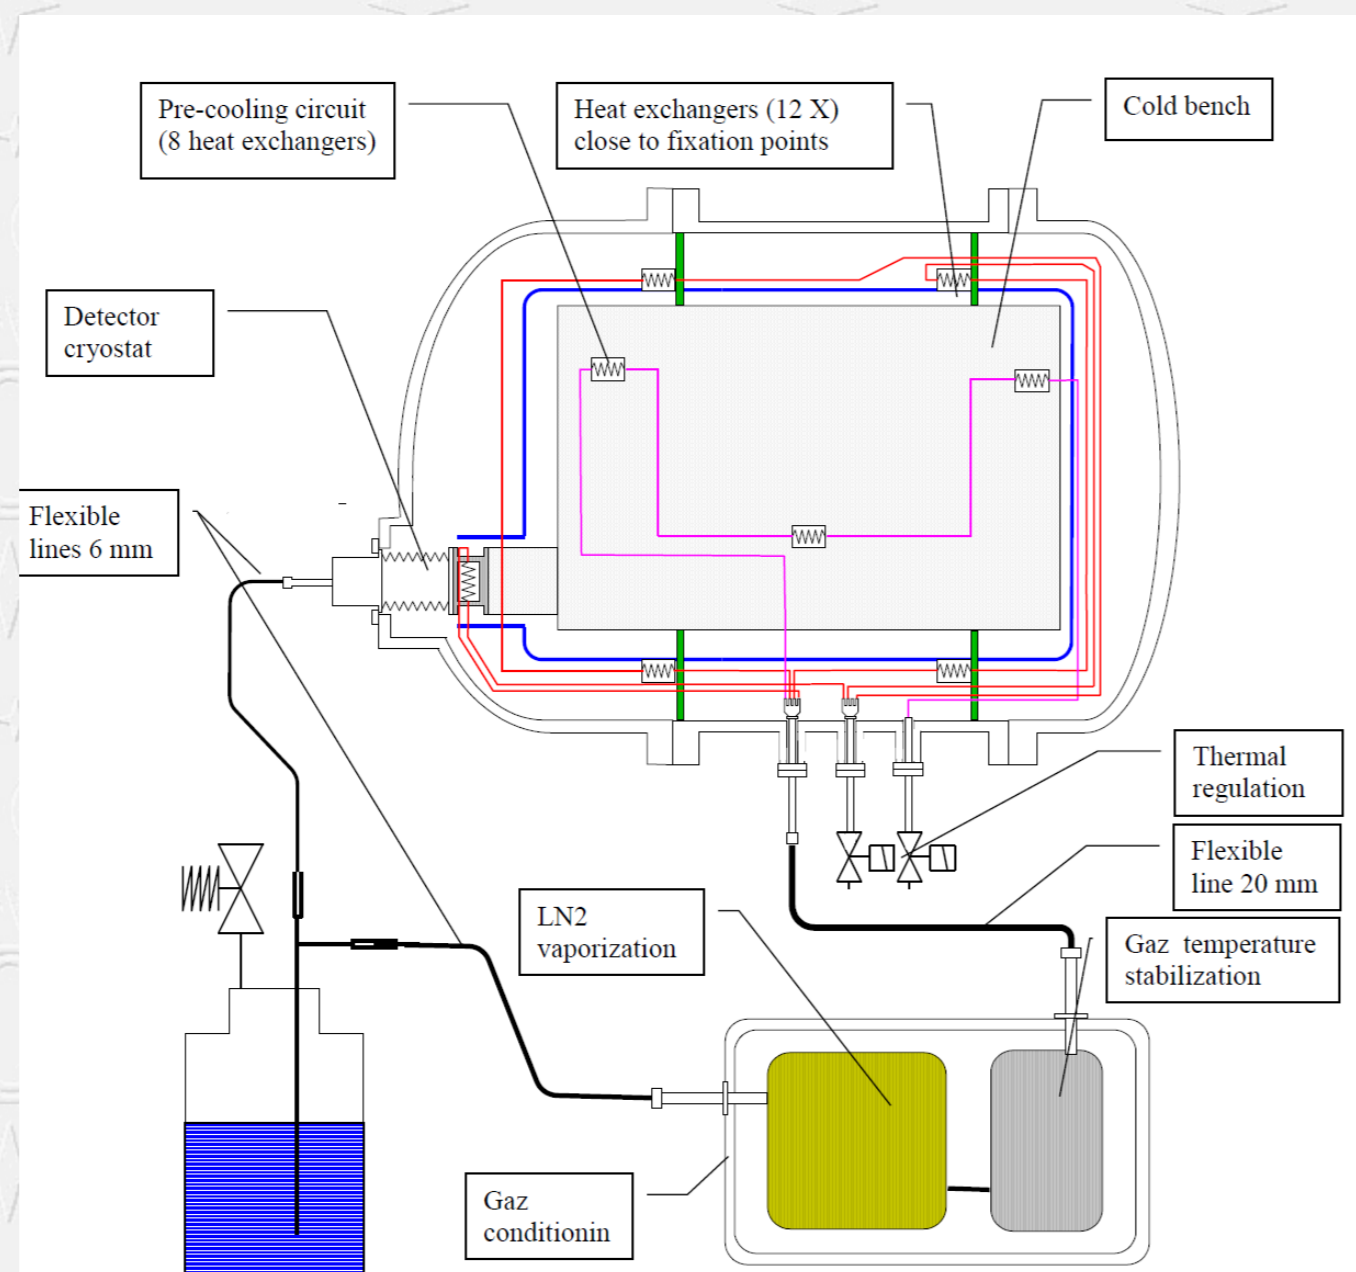 Pre-cooling circuit
(8 heat exchangers)
Heat exchangers (12 X)
close to fixation points
Cold bench
Detector
cryostat
Flexible
lines 6 mm
Thermal
regulation
Flexible
line 20 mm
LN2
vaporization
Gaz temperature
stabilization
Gaz
conditionin